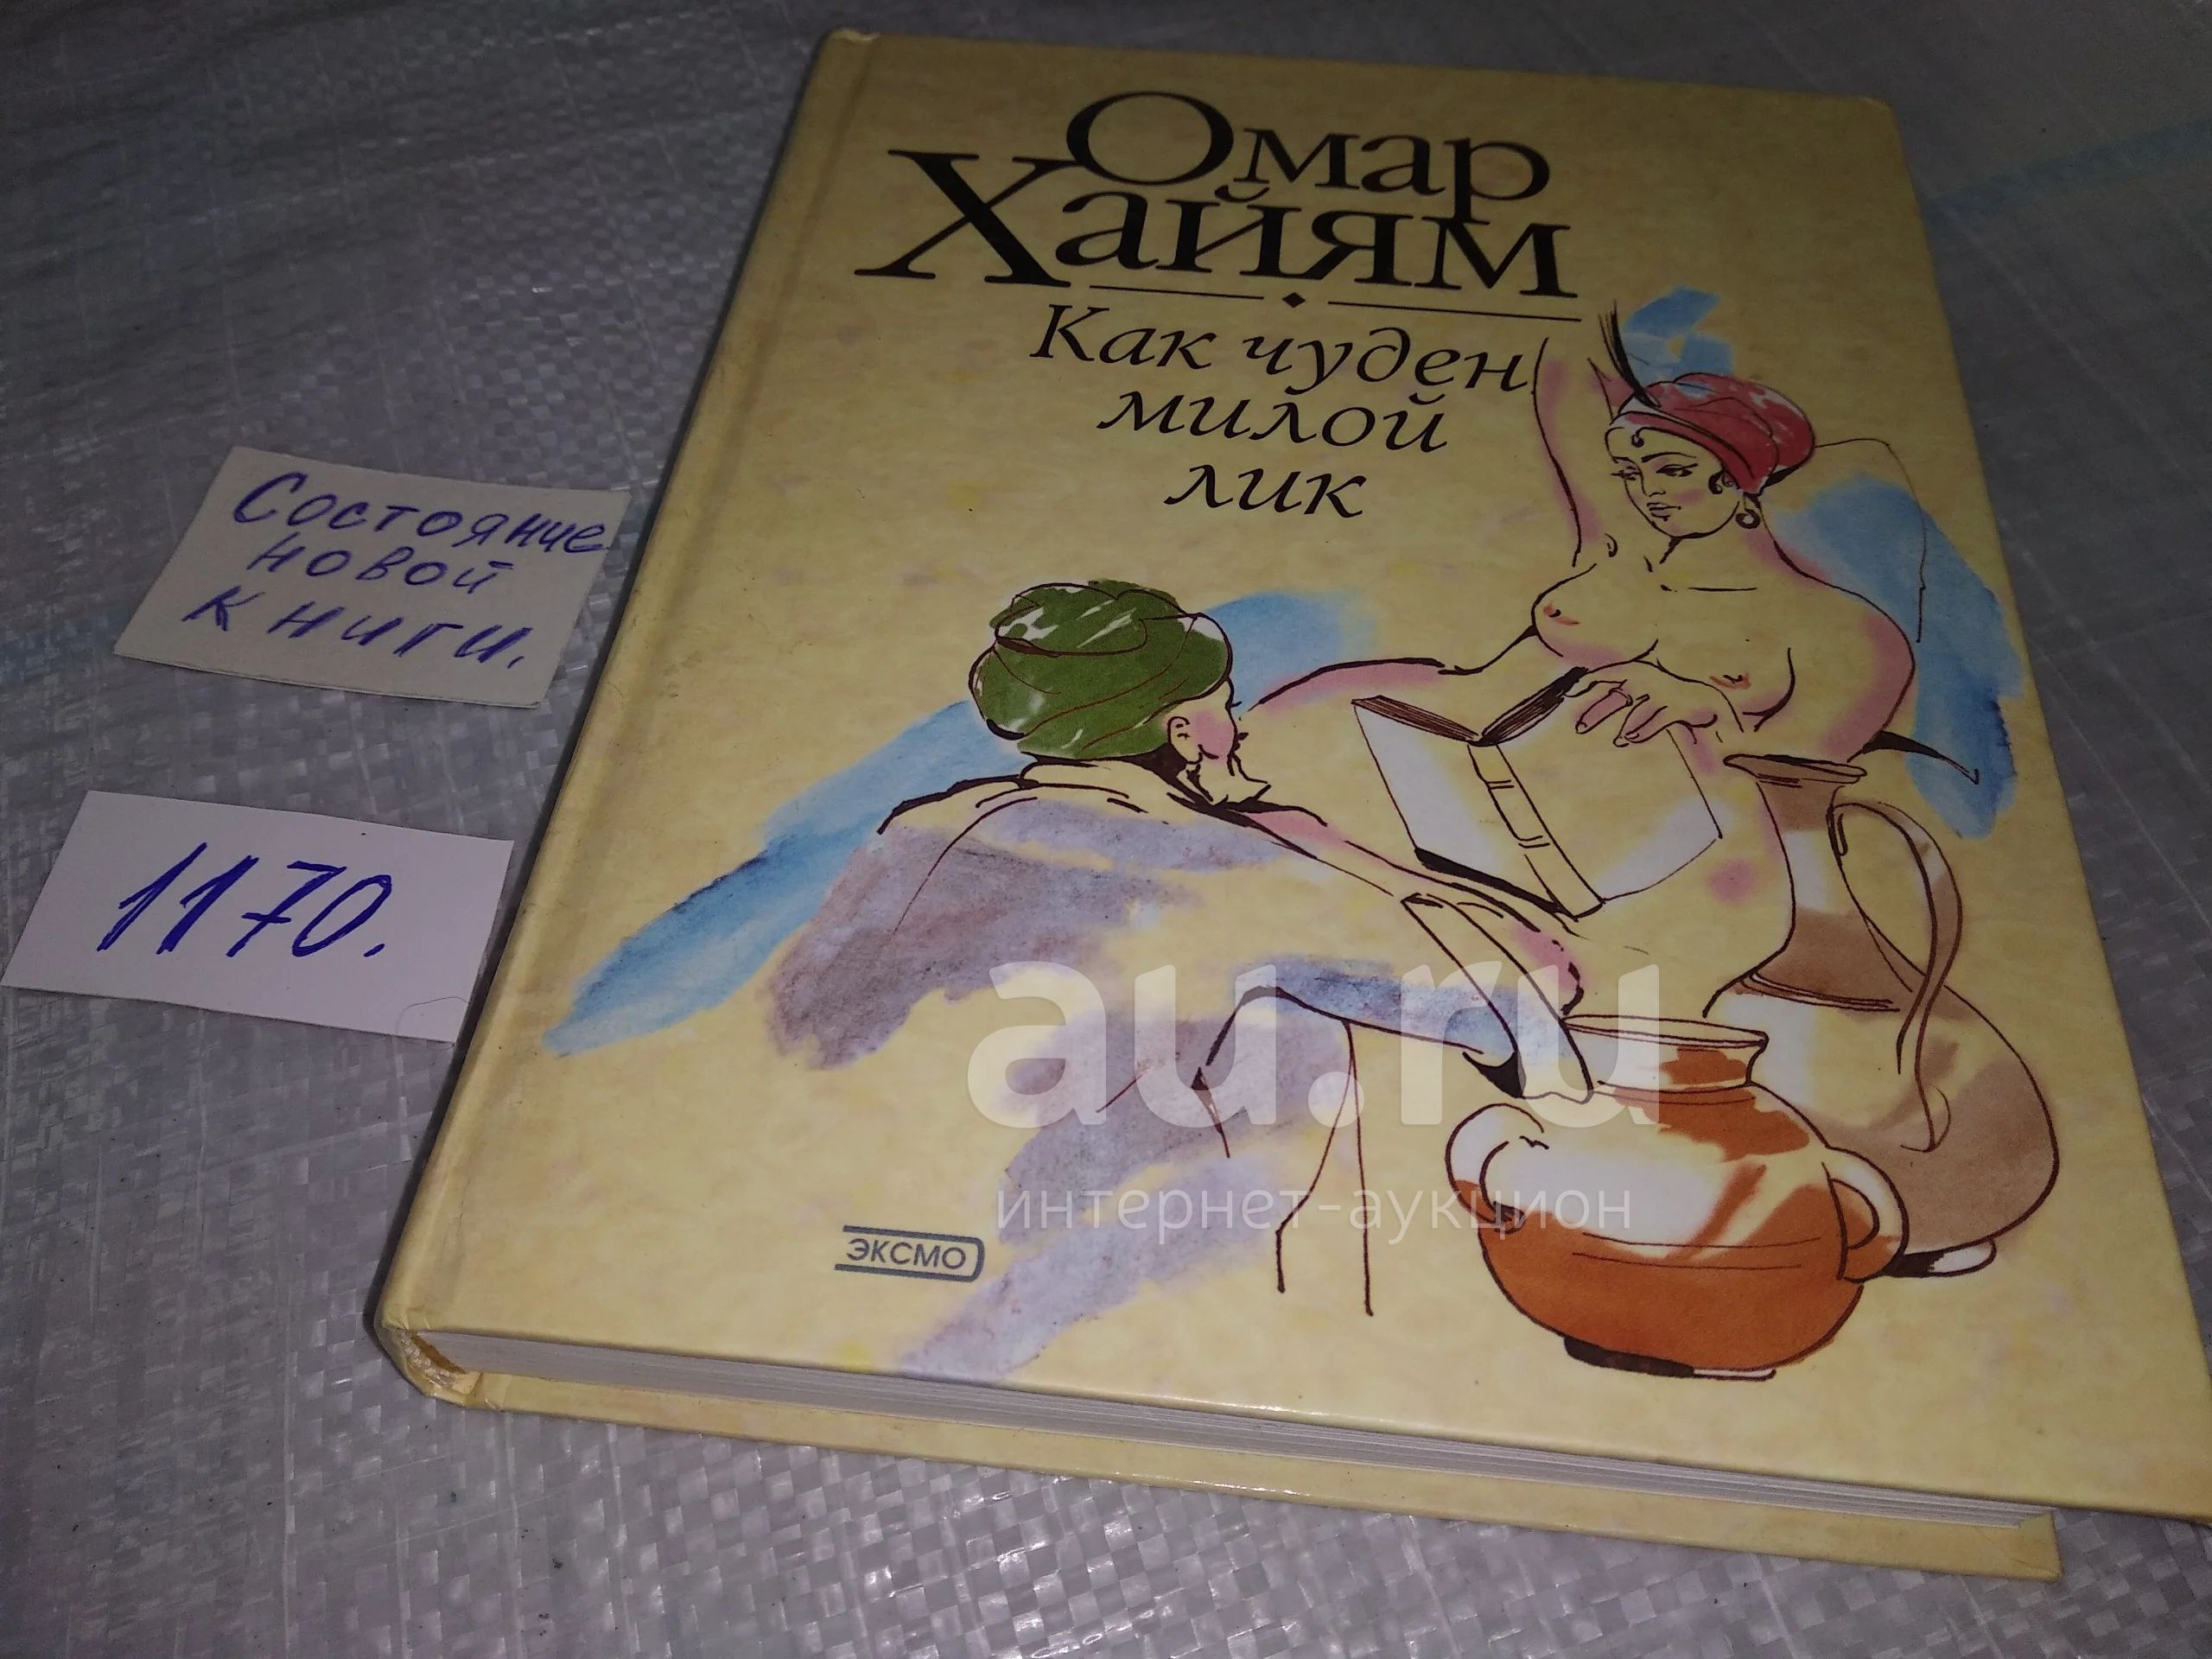 Омар
Хайям
Как чуден
милой
лик
Состояние
новой
книги.
1170.
au.ru
интернет-аукцион
ЭКСМО